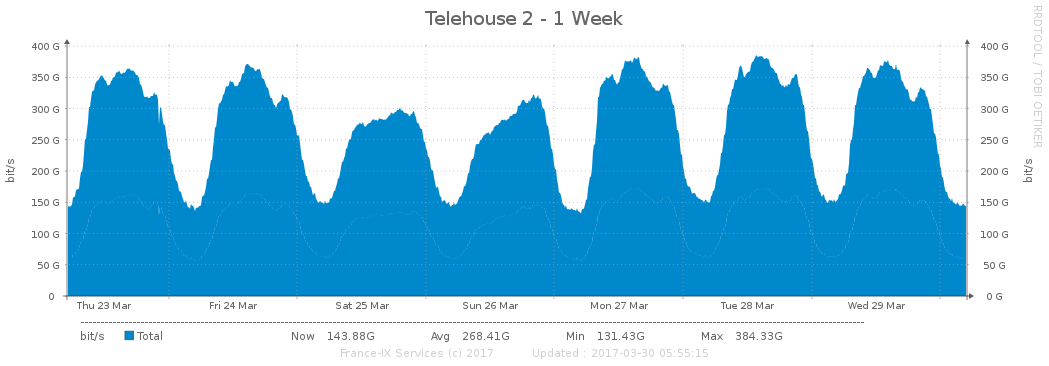 Telehouse 2 - 1 Week
RRDTOOL / TOBI OETIKER
bit/s
400 G 400 G
350 G 350 G
300 G 300 G
250 G 250 G
200 G 200 G
150 G 150 G
100 G 100 G
50 G 50 G
0 0 G
bit/s
Thu 23 Mar Fri 24 Mar Sat 25 Mar Sun 26 Mar Mon 27 Mar Tue 28 Mar Wed 29 Mar
bit/s Total Now 143.88G Avg 268.41G Min 131.43G Max 384.33G
France-IX Services (c) 2017 Updated : 2017-03-30 05:55:15